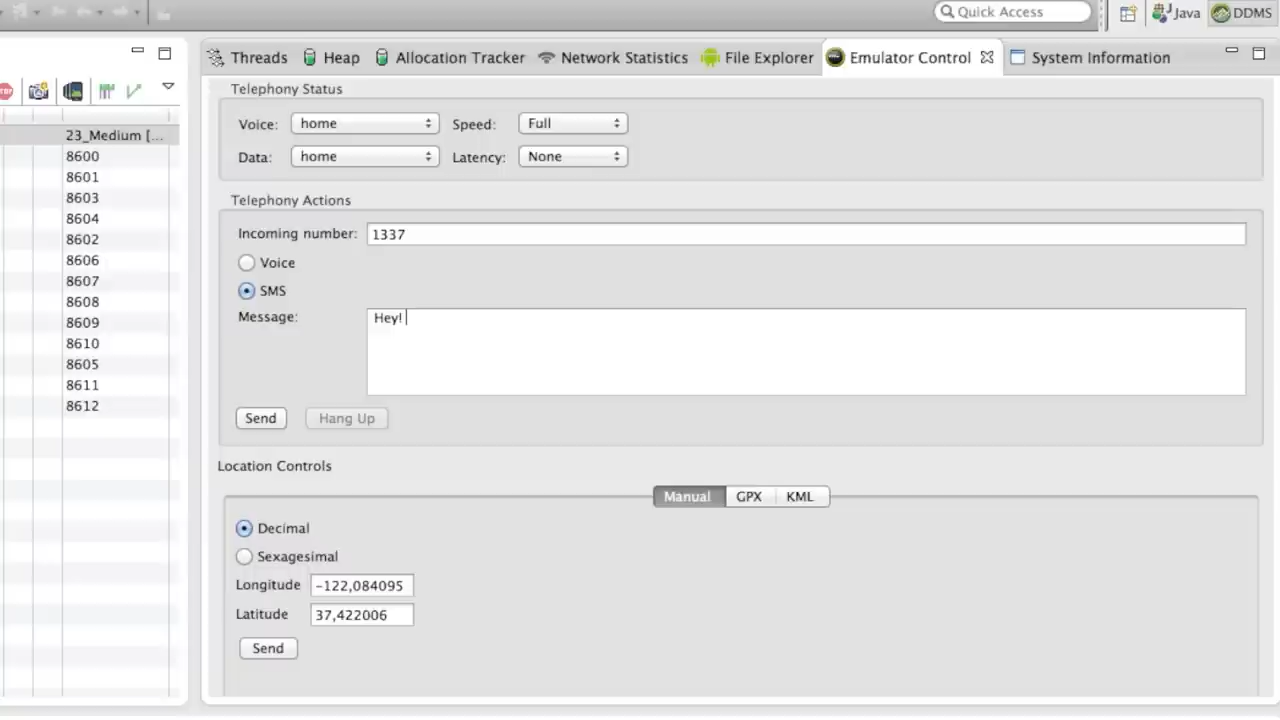 Quick Access
Java
DDMS
Threads
Heap
Allocation Tracker
Network Statistics
File Explorer
Emulator Control
System Information
23_Medium [...
8600
8601
8603
8604
8602
8606
8607
8608
8609
8610
8605
8611
8612
Telephony Status
Voice: home Speed: Full
Data: home Latency: None
Telephony Actions
Incoming number: 1337
Voice
SMS
Message: Hey!
Send Hang Up
Location Controls
Manual GPX KML
Decimal
Sexagesimal
Longitude -122,084095
Latitude 37,422006
Send